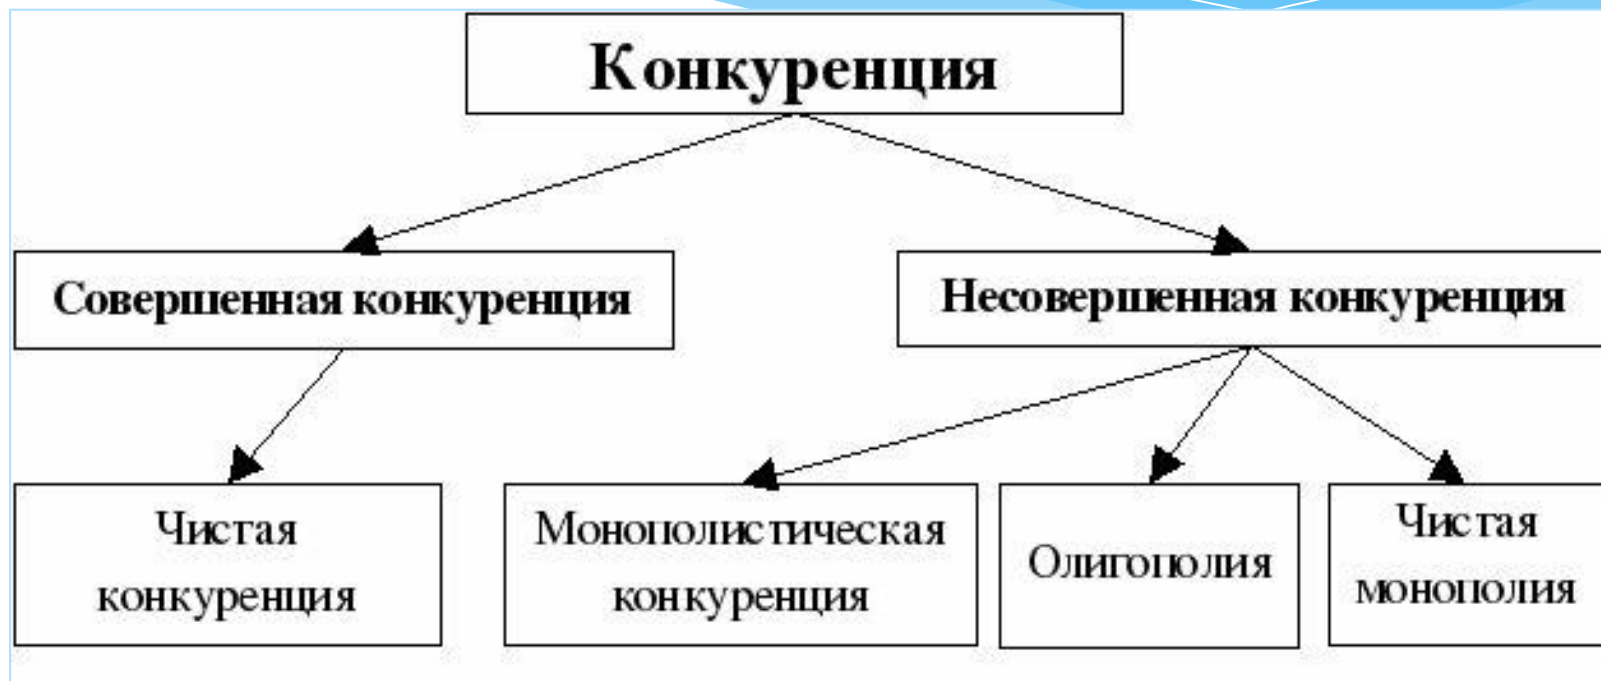 Конкуренция
Совершенная конкуренция
Несовершенная конкуренция
Чистая
конкуренция
Монополистическая
конкуренция
Олигополия
Чистая
монополия